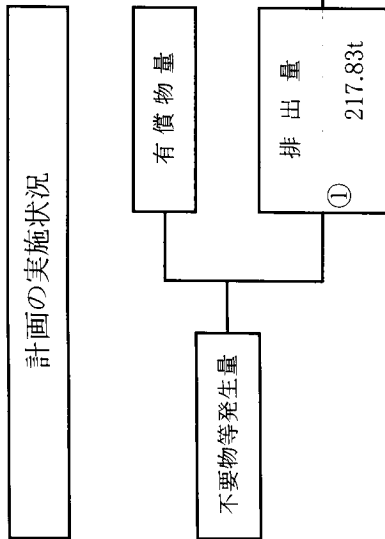 計画の実施状況
不要物等発生量
有償物量
排出量
①
217.83t